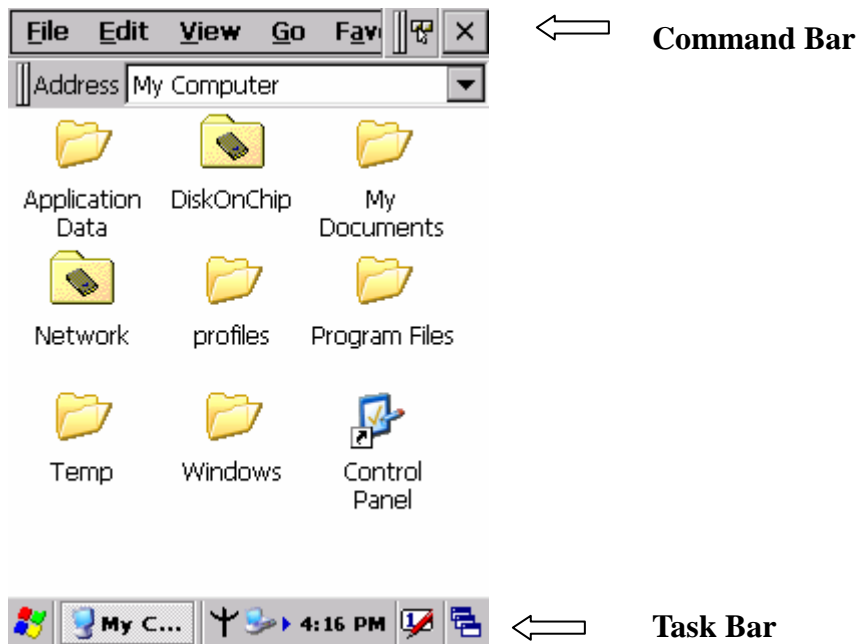 File Edit View Go Fav
Command Bar
Address My Computer
Application Data
DiskOnChip
My Documents
Network
profiles
Program Files
Temp
Windows
Control Panel
My C... 4:16 PM
Task Bar